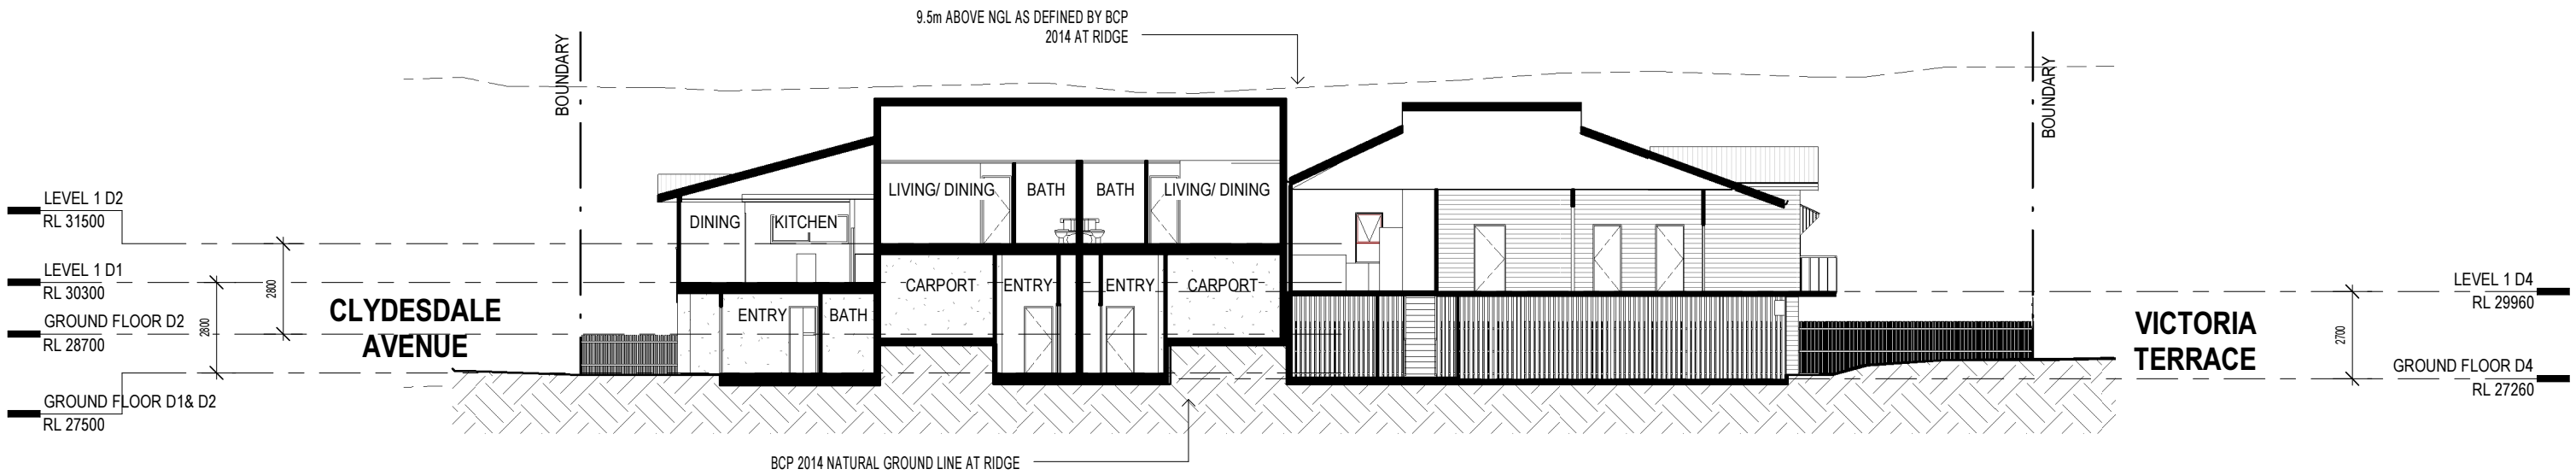 9.5m ABOVE NGL AS DEFINED BY BCP
2014 AT RIDGE
BOUNDARY
BOUNDARY
LEVEL 1 D2
RL 31500
LEVEL 1 D1
RL 30300
GROUND FLOOR D2
RL 28700
GROUND FLOOR D1& D2
RL 27500
2800
2800
CLYDESDALE
AVENUE
DINING
KITCHEN
LIVING/ DINING
BATH
BATH
LIVING/ DINING
ENTRY
BATH
CARPORT
ENTRY
ENTRY
CARPORT
VICTORIA
TERRACE
2700
LEVEL 1 D4
RL 29960
GROUND FLOOR D4
RL 27260
BCP 2014 NATURAL GROUND LINE AT RIDGE